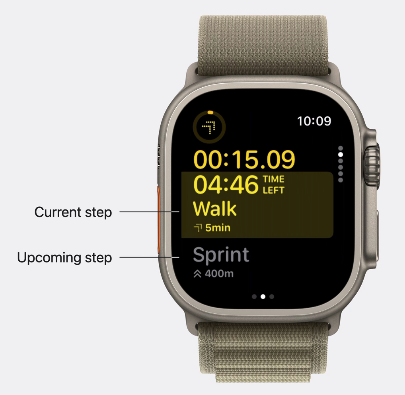 10:09
00:15.09
04:46 TIME LEFT
Current step
Walk
5min
Upcoming step
Sprint
400m